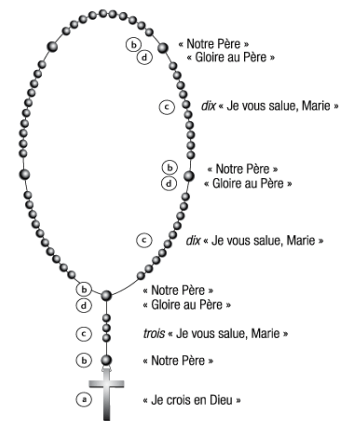 b « Notre Père »
d « Gloire au Père »
c dix « Je vous salue, Marie »
b « Notre Père »
d « Gloire au Père »
c dix « Je vous salue, Marie »
b « Notre Père »
d « Gloire au Père »
c trois « Je vous salue, Marie »
b « Notre Père »
a « Je crois en Dieu »